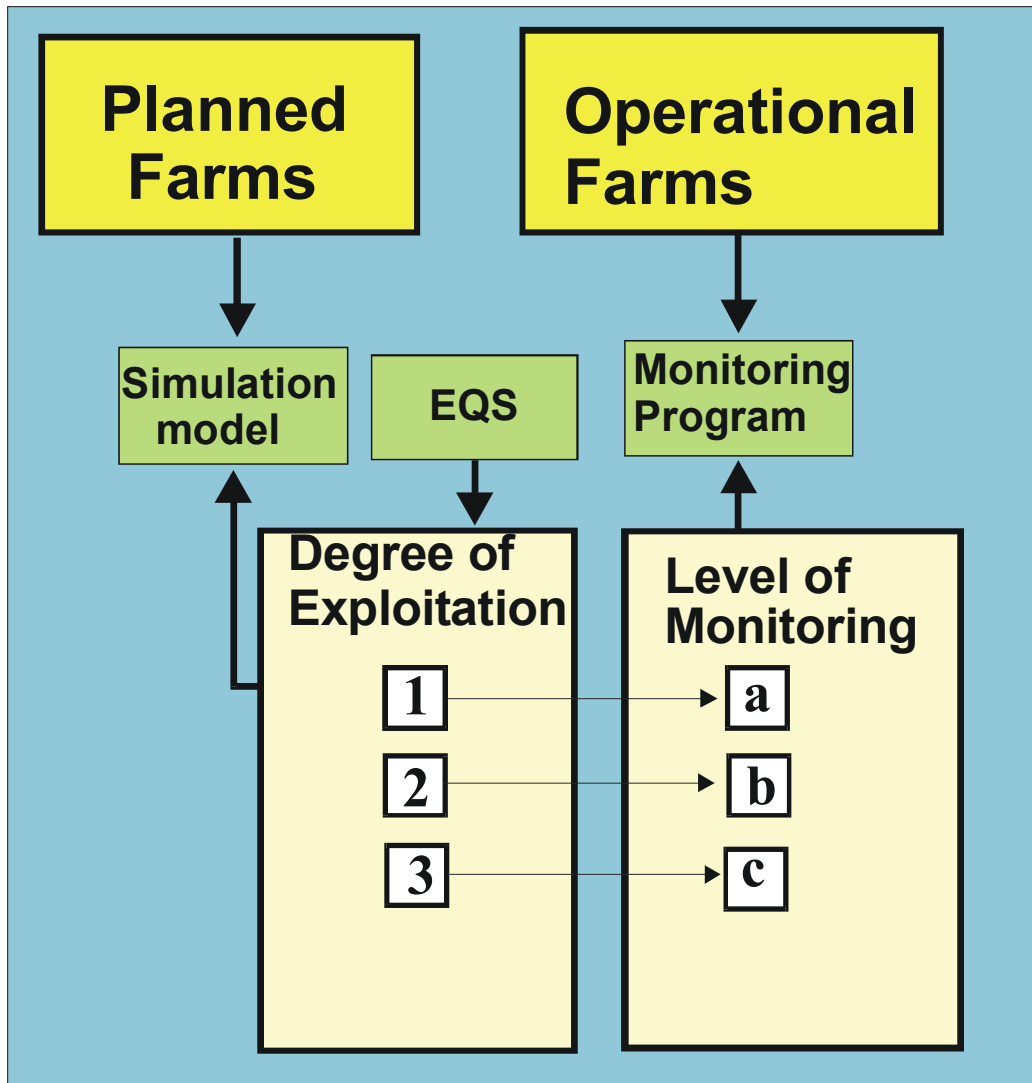 Planned
Farms
Operational
Farms
Simulation
model
EQS
Monitoring
Program
Degree of
Exploitation
Level of
Monitoring
1
a
2
b
3
c